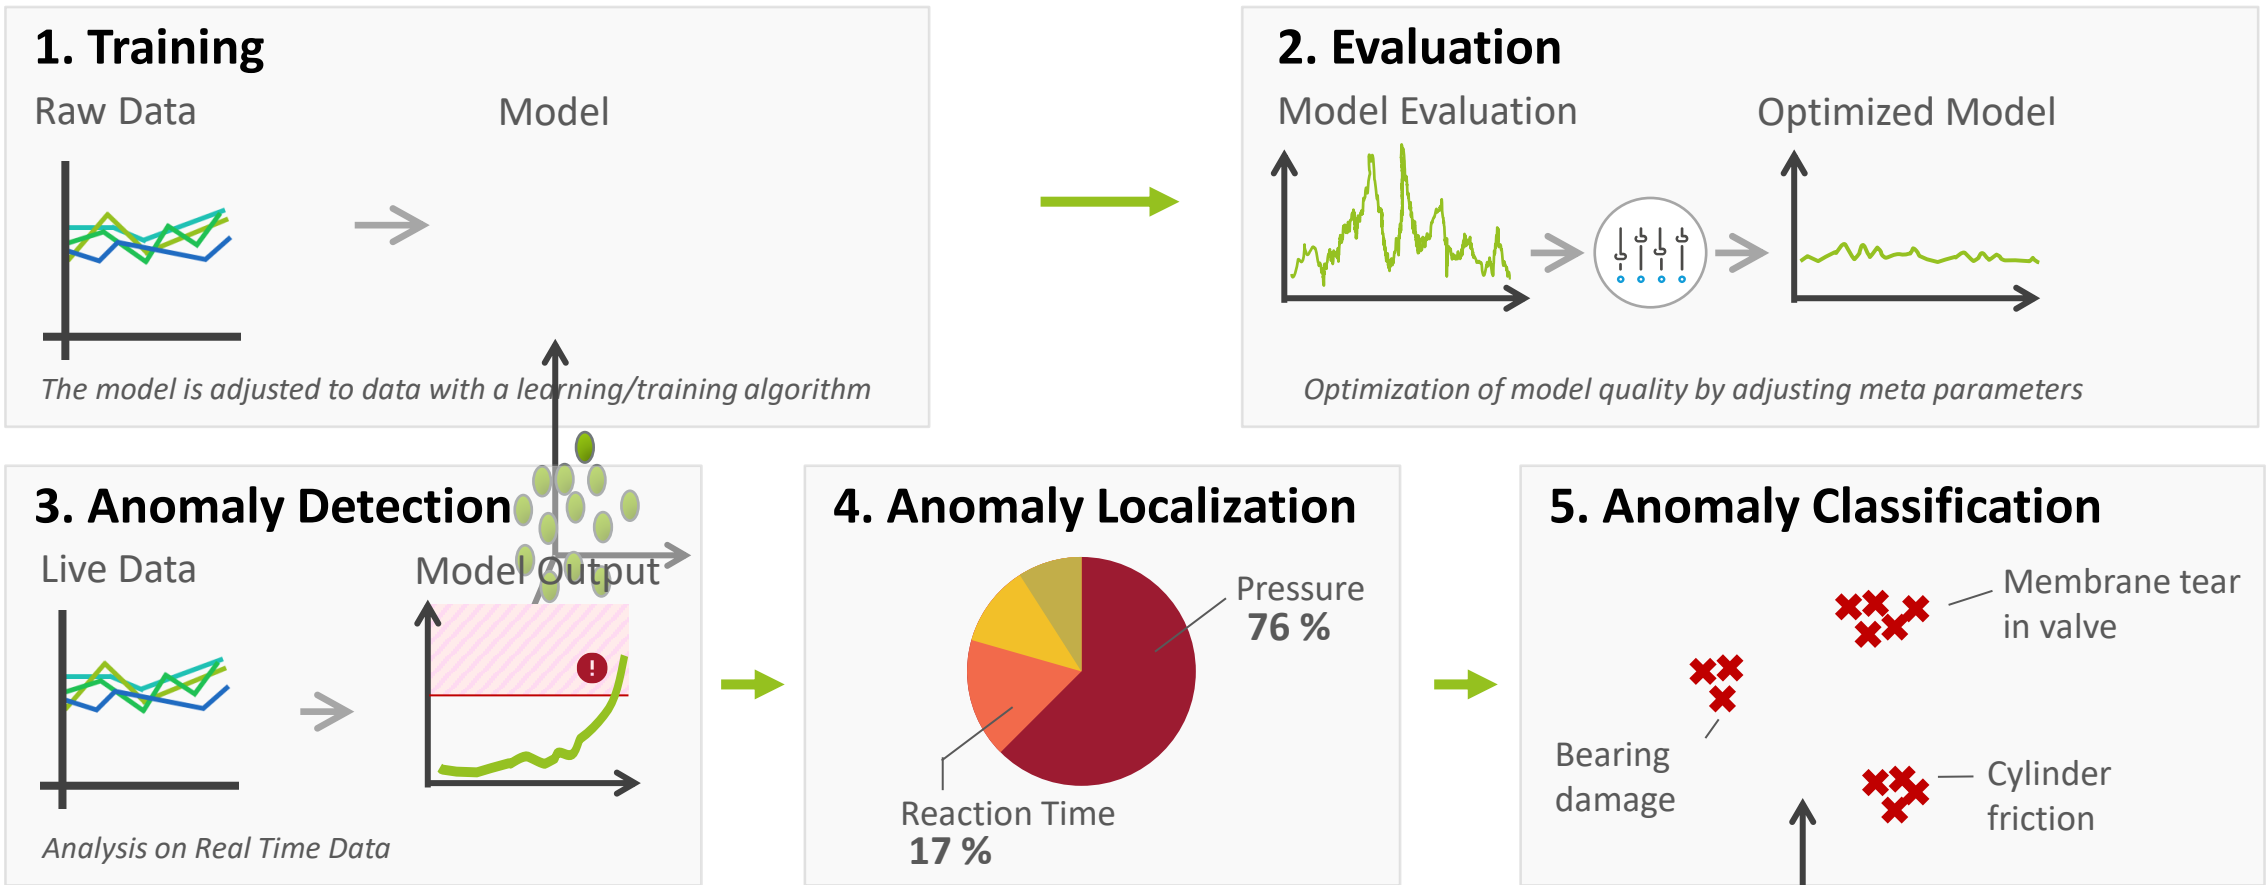 1. Training
Raw Data
Model
The model is adjusted to data with a learning/training algorithm
2. Evaluation
Model Evaluation
Optimized Model
Optimization of model quality by adjusting meta parameters
3. Anomaly Detection
Live Data
Model Output
!
Analysis on Real Time Data
4. Anomaly Localization
Pressure
76 %
Reaction Time
17 %
5. Anomaly Classification
Membrane tear
in valve
Bearing
damage
Cylinder
friction